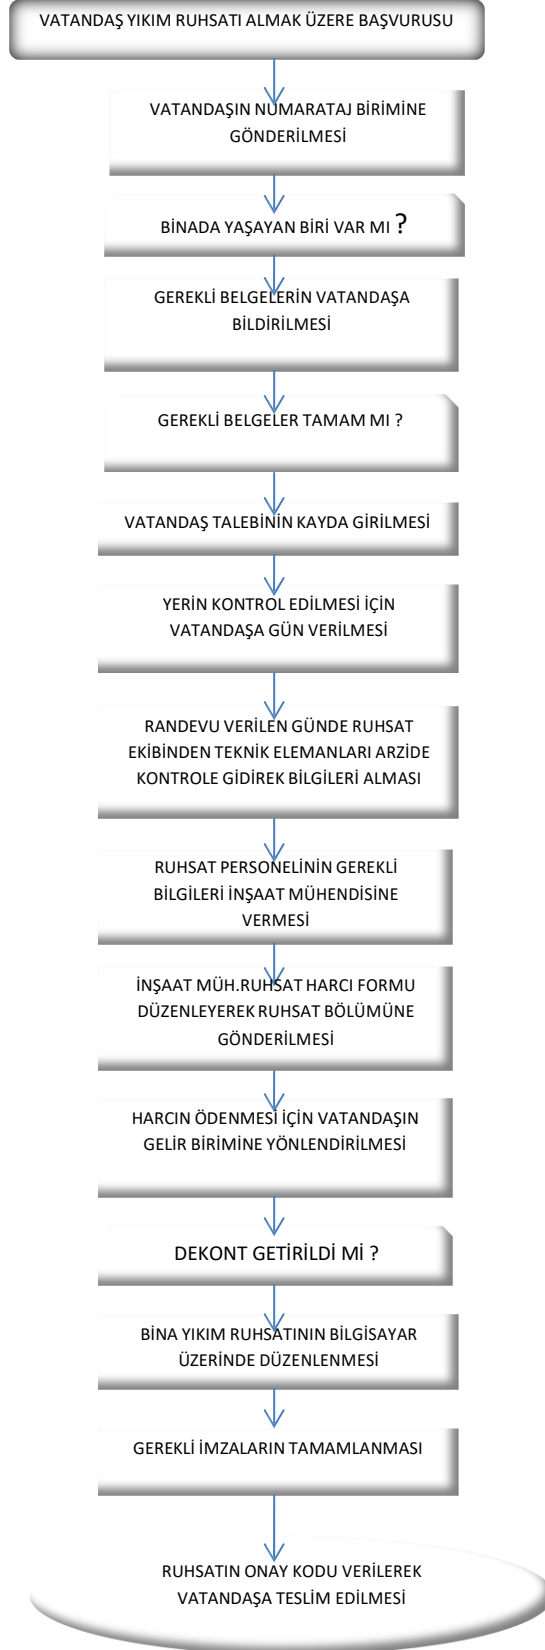 VATANDAŞ YIKIM RUHSATI ALMAK ÜZERE BAŞVURUSU
VATANDAŞIN NUMARATAJ BİRİMİNE
GÖNDERİLMESİ
BİNADA YAŞAYAN BİRİ VAR MI ?
GEREKLİ BELGELERİN VATANDAŞA
BİLDİRİLMESİ
GEREKLİ BELGELER TAMAM MI ?
VATANDAŞ TALEBİNİN KAYDA GİRİLMESİ
YERİN KONTROL EDİLMESİ İÇİN
VATANDAŞA GÜN VERİLMESİ
RANDEVU VERİLEN GÜNDE RUHSAT
EKİBİNDEN TEKNİK ELEMANLARI ARZİDE
KONTROLE GİDİREK BİLGİLERİ ALMASI
RUHSAT PERSONELİNİN GEREKLİ
BİLGİLERİ İNŞAAT MÜHENDİSİNE
VERMESİ
İNŞAAT MÜH.RUHSAT HARCI FORMU
DÜZENLEYEREK RUHSAT BÖLÜMÜNE
GÖNDERİLMESİ
HARCIN ÖDENMESİ İÇİN VATANDAŞIN
GELİR BİRİMİNE YÖNLENDİRİLMESİ
DEKONT GETİRİLDİ Mİ ?
BİNA YIKIM RUHSATININ BİLGİSAYAR
ÜZERİNDE DÜZENLENMESİ
GEREKLİ İMZALARIN TAMAMLANMASI
RUHSATIN ONAY KODU VERİLEREK
VATANDAŞA TESLİM EDİLMESİ